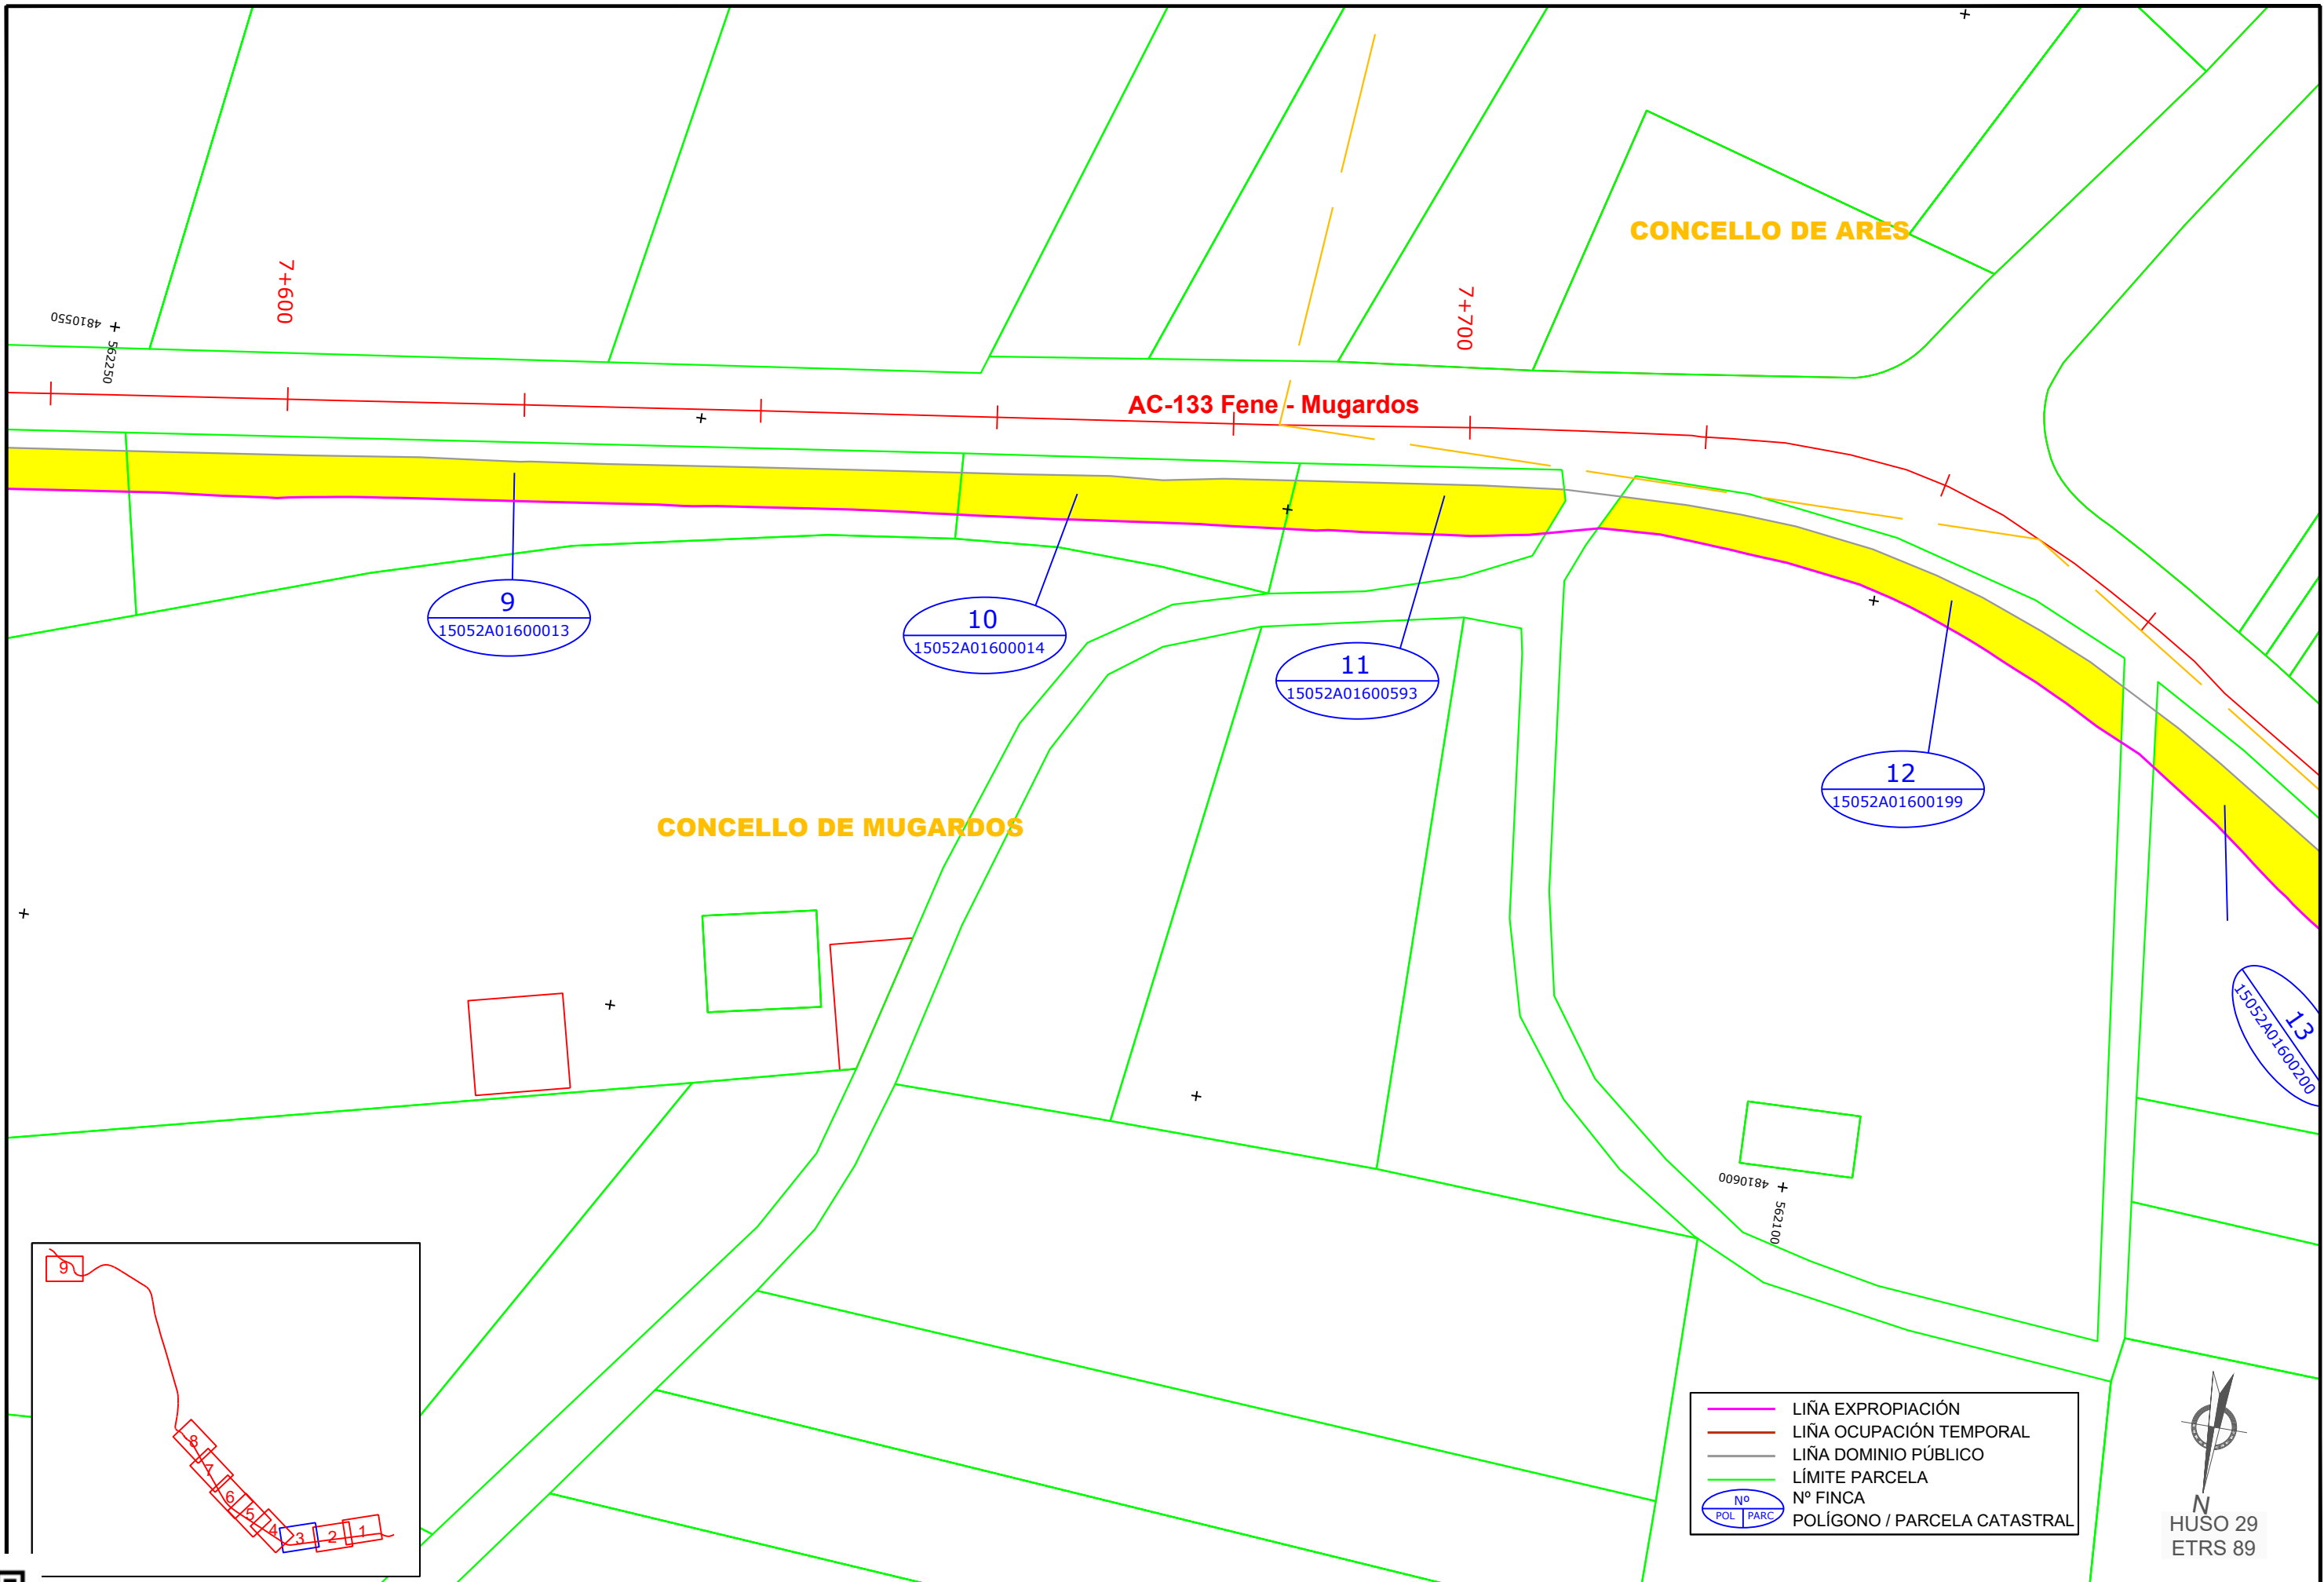 CONCELLO DE ARES
7+600
7+700
4810550
562250
AC-133 Fene - Mugardos
9
15052A01600013
10
15052A01600014
11
15052A01600593
12
15052A01600199
CONCELLO DE MUGARDOS
13
15052A01600200
4810600
562100
9
8
7
6
5
4
3
2
1
LIÑA EXPROPIACIÓN
LIÑA OCUPACIÓN TEMPORAL
LIÑA DOMINIO PÚBLICO
LÍMITE PARCELA
Nº
POL PARC
Nº FINCA
POLÍGONO / PARCELA CATASTRAL
N
HUSO 29
ETRS 89